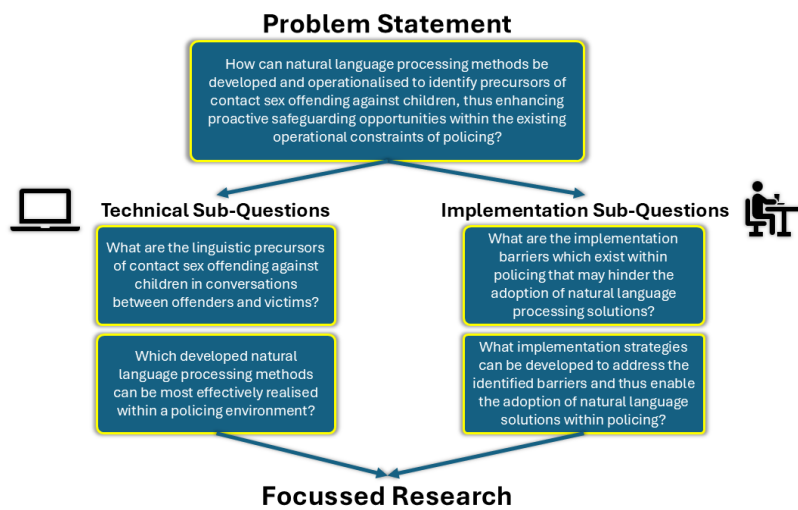 Problem Statement
How can natural language processing methods be
developed and operationalised to identify precursors of
contact sex offending against children, thus enhancing
proactive safeguarding opportunities within the existing
operational constraints of policing?
Technical Sub-Questions
What are the linguistic precursors
of contact sex offending against
children in conversations
between offenders and victims?
Which developed natural
language processing methods
can be most effectively realised
within a policing environment?
Implementation Sub-Questions
What are the implementation
barriers which exist within
policing that may hinder the
adoption of natural language
processing solutions?
What implementation strategies
can be developed to address the
identified barriers and thus enable
the adoption of natural language
solutions within policing?
Focussed Research